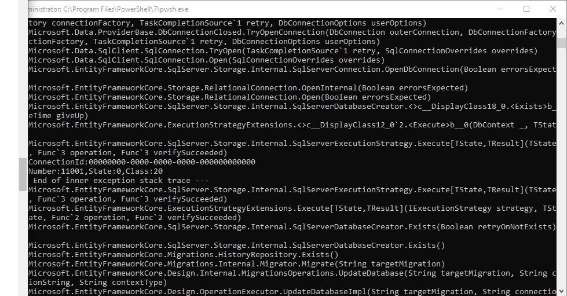 ministrator: C:\Program Files\PowerShell\7\pwsh.exe
tory connectionFactory, TaskCompletionSource`1 retry, DbConnectionOptions userOptions)
Microsoft.Data.ProviderBase.DbConnectionClosed.TryOpenConnection(DbConnection outerConnection, DbConnectionFactory
ctionFactory, TaskCompletionSource`1 retry, DbConnectionOptions userOptions)
Microsoft.Data.SqlClient.SqlConnection.TryOpen(TaskCompletionSource`1 retry, SqlConnectionOverrides overrides)
Microsoft.Data.SqlClient.SqlConnection.Open(SqlConnectionOverrides overrides)
Microsoft.EntityFrameworkCore.SqlServer.Storage.Internal.SqlServerConnection.OpenDbConnection(Boolean errorsExpect
Microsoft.EntityFrameworkCore.Storage.RelationalConnection.OpenInternal(Boolean errorsExpected)
Microsoft.EntityFrameworkCore.Storage.RelationalConnection.Open(Boolean errorsExpected)
Microsoft.EntityFrameworkCore.SqlServer.Storage.Internal.SqlServerDatabaseCreator.<>c__DisplayClass18_0.<Exists>b_
eTime giveUp)
Microsoft.EntityFrameworkCore.ExecutionStrategyExtensions.<>c__DisplayClass12_0`2.<Execute>b__0(DbContext _, TStat
Microsoft.EntityFrameworkCore.SqlServer.Storage.Internal.SqlServerExecutionStrategy.Execute[TState,TResult](TState
, Func`3 operation, Func`3 verifySucceeded)
ConnectionId:00000000-0000-0000-0000-000000000000
Number:11001,State:0,Class:20
End of inner exception stack trace ---
Microsoft.EntityFrameworkCore.SqlServer.Storage.Internal.SqlServerExecutionStrategy.Execute[TState,TResult](TState
, Func`3 operation, Func`3 verifySucceeded)
Microsoft.EntityFrameworkCore.ExecutionStrategyExtensions.Execute[TState,TResult](IExecutionStrategy strategy, TSt
ate, Func`2 operation, Func`2 verifySucceeded)
Microsoft.EntityFrameworkCore.SqlServer.Storage.Internal.SqlServerDatabaseCreator.Exists(Boolean retryOnNotExists)
Microsoft.EntityFrameworkCore.SqlServer.Storage.Internal.SqlServerDatabaseCreator.Exists()
Microsoft.EntityFrameworkCore.Migrations.HistoryRepository.Exists()
Microsoft.EntityFrameworkCore.Migrations.Internal.Migrator.Migrate(String targetMigration)
Microsoft.EntityFrameworkCore.Design.Internal.MigrationsOperations.UpdateDatabase(String targetMigration, String c
ionString, String contextType)
Microsoft.EntityFrameworkCore.Design.OperationExecutor.UpdateDatabaseImpl(String targetMigration, String connectio